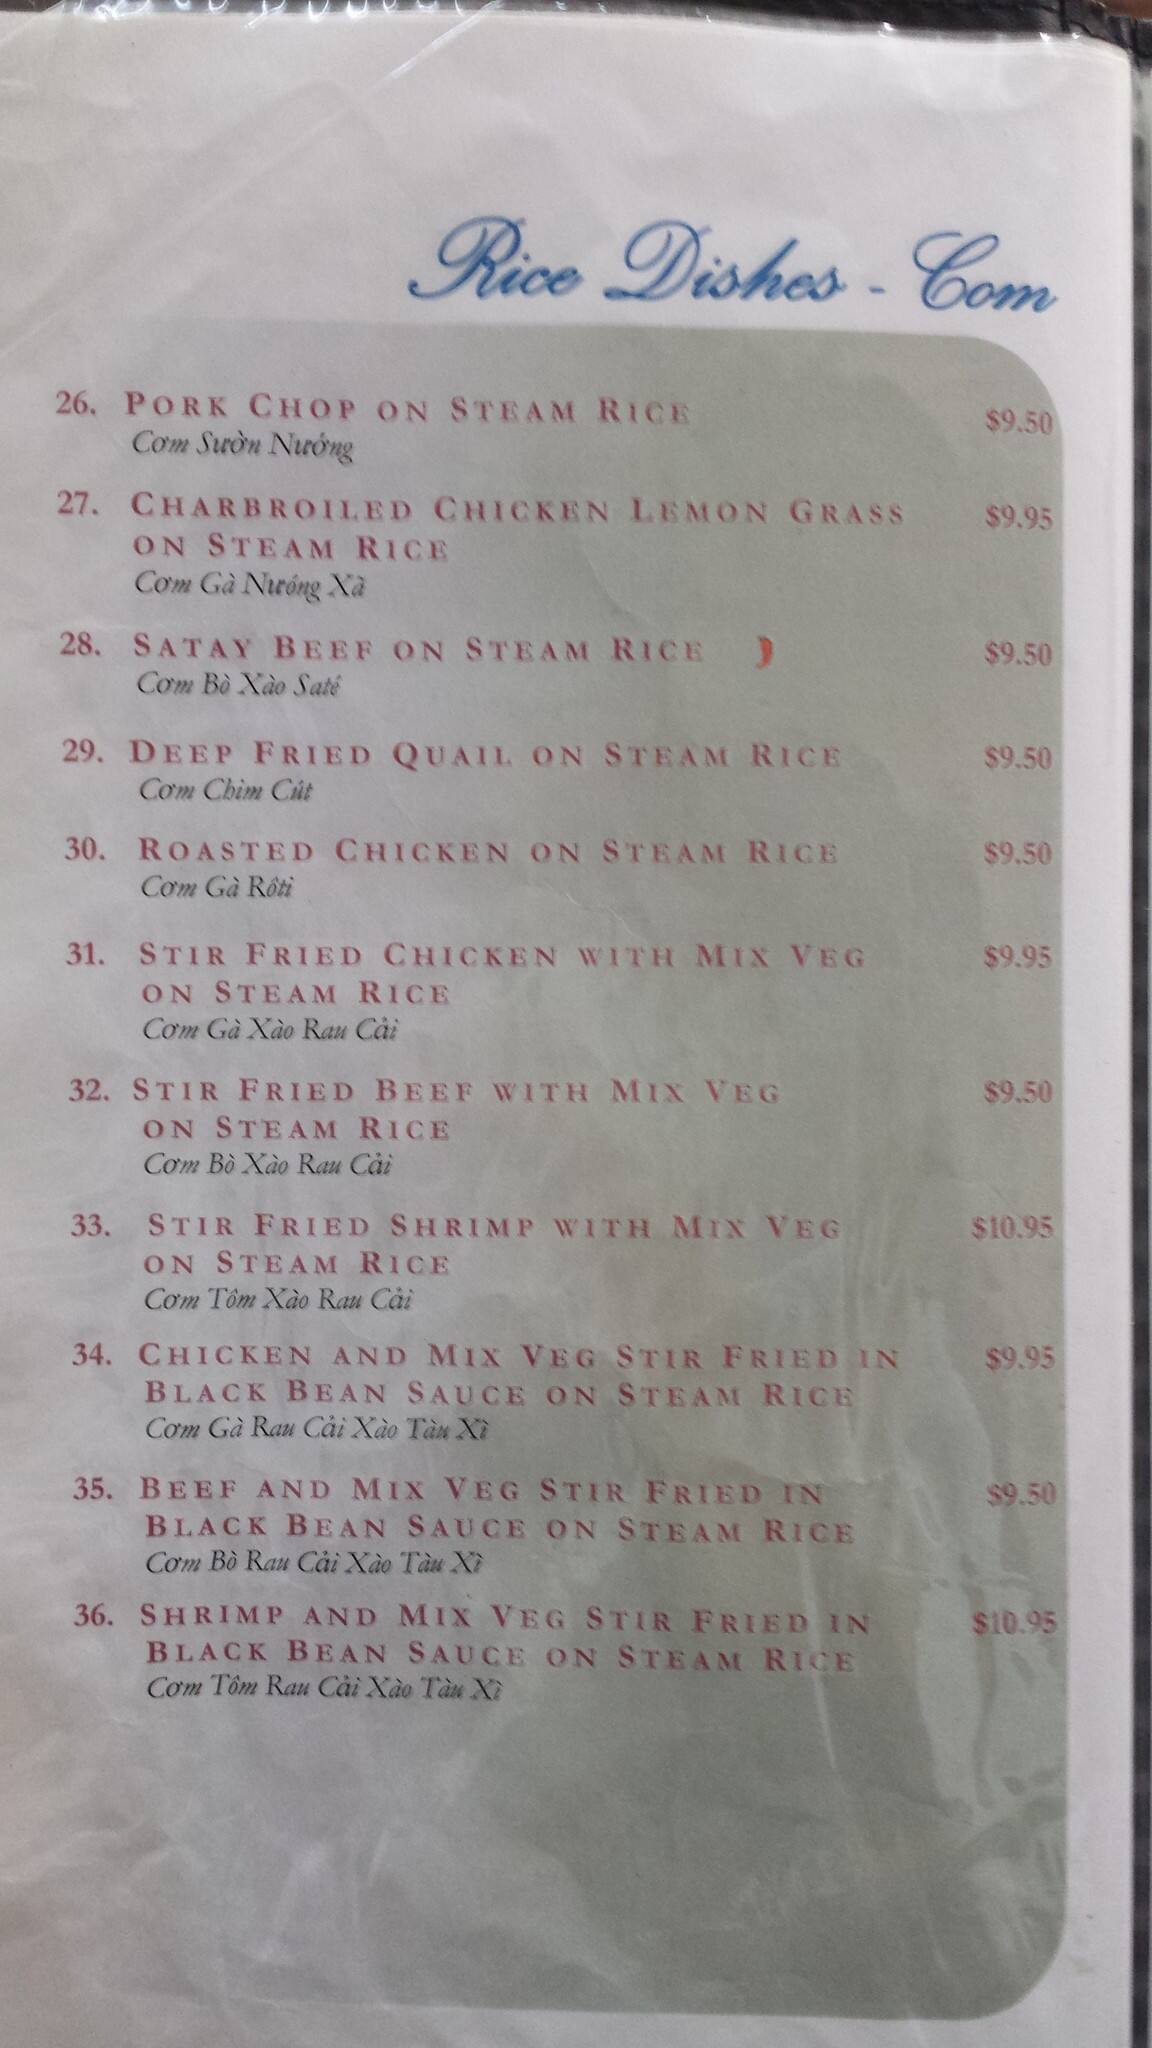 Rice Dishes - Com
26. PORK CHOP ON STEAM RICE $9.50
Cơm Sườn Nướng
27. CHARBROILED CHICKEN LEMON GRASS $9.95
ON STEAM RICE
Cơm Gà Nướng Xã
28. SATAY BEEF ON STEAM RICE $9.50
Cơm Bò Xào Saté
29. DEEP FRIED QUAIL ON STEAM RICE $9.50
Cơm Chim Cút
30. ROASTED CHICKEN ON STEAM RICE $9.50
Cơm Gà Rôti
31. STIR FRIED CHICKEN WITH MIX VEG $9.95
ON STEAM RICE
Cơm Gà Xào Rau Cải
32. STIR FRIED BEEF WITH MIX VEG $9.50
ON STEAM RICE
Cơm Bò Xào Rau Cải
33. STIR FRIED SHRIMP WITH MIX VEG $10.95
ON STEAM RICE
Cơm Tôm Xào Rau Cải
34. CHICKEN AND MIX VEG STIR FRIED IN $9.95
BLACK BEAN SAUCE ON STEAM RICE
Cơm Gà Rau Cải Xào Tàu Xì
35. BEEF AND MIX VEG STIR FRIED IN $9.50
BLACK BEAN SAUCE ON STEAM RICE
Cơm Bò Rau Cải Xào Tàu Xì
36. SHRIMP AND MIX VEG STIR FRIED IN $10.95
BLACK BEAN SAUCE ON STEAM RICE
Cơm Tôm Rau Cải Xào Tàu Xì